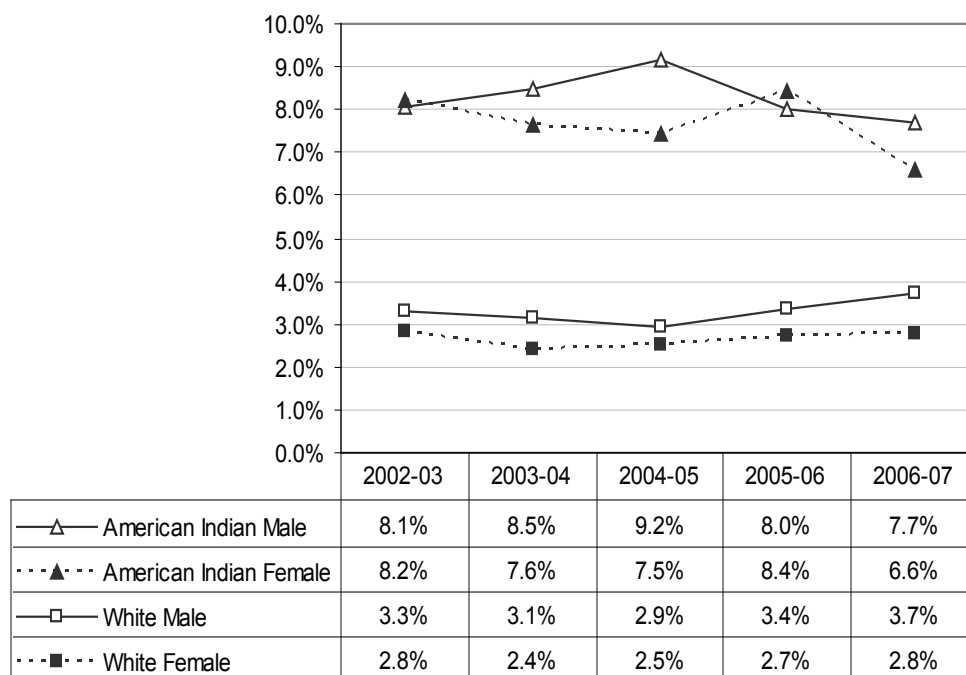 10.0%
9.0%
8.0%
7.0%
6.0%
5.0%
4.0%
3.0%
2.0%
1.0%
0.0%
2002-03 2003-04 2004-05 2005-06 2006-07
American Indian Male 8.1% 8.5% 9.2% 8.0% 7.7%
American Indian Female 8.2% 7.6% 7.5% 8.4% 6.6%
White Male 3.3% 3.1% 2.9% 3.4% 3.7%
White Female 2.8% 2.4% 2.5% 2.7% 2.8%